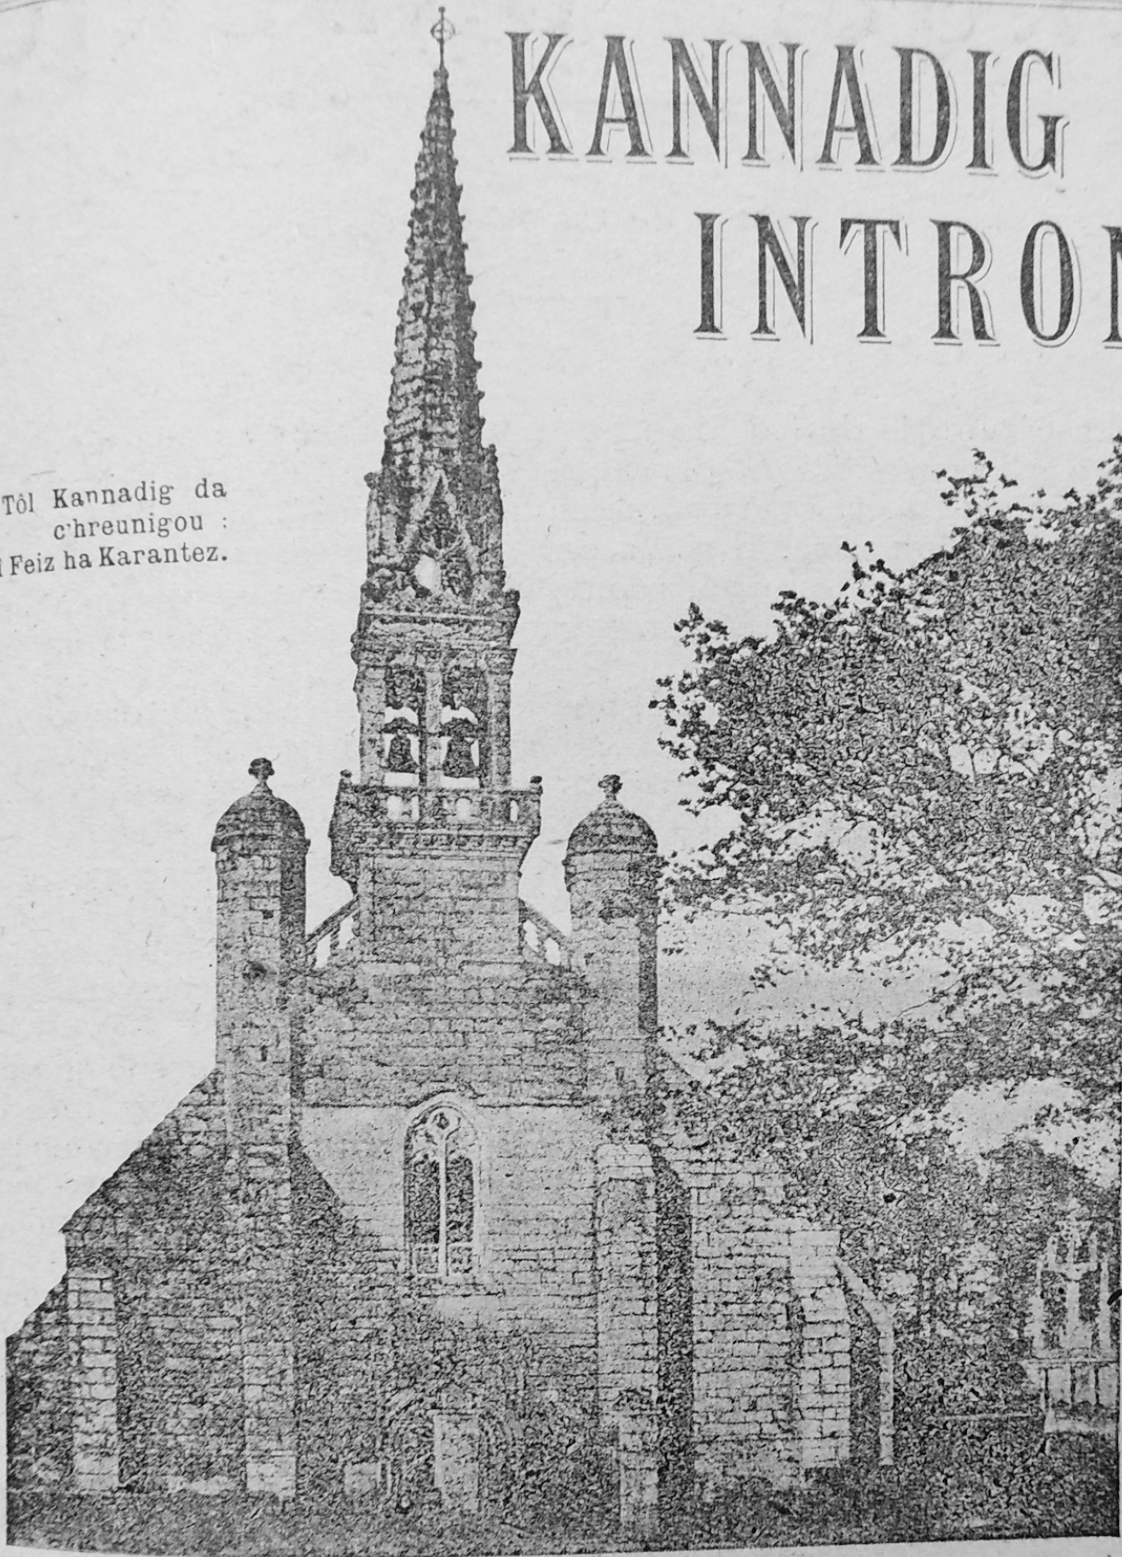 KANNADIG
INTRON
Tôl Kannadig da
c'hreunigou :
Feiz ha Karantez.